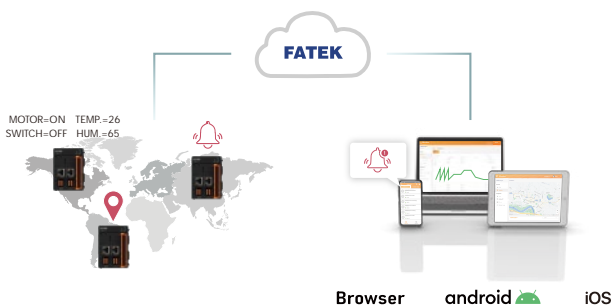 FATEK
MOTOR=ON TEMP.=26
SWITCH=OFF HUM.=65
Browser android iOS